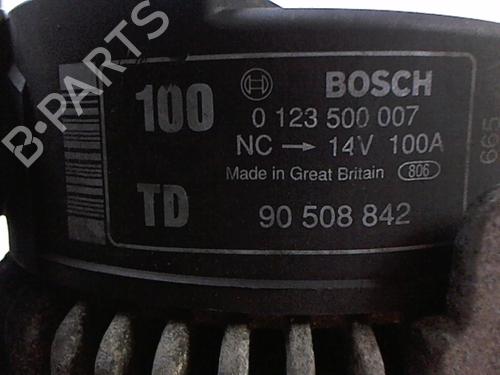 B-PARTS
100 BOSCH
0 123 500 007
NC → 14V 100A
Made in Great Britain 806
TD 90 508 842
665